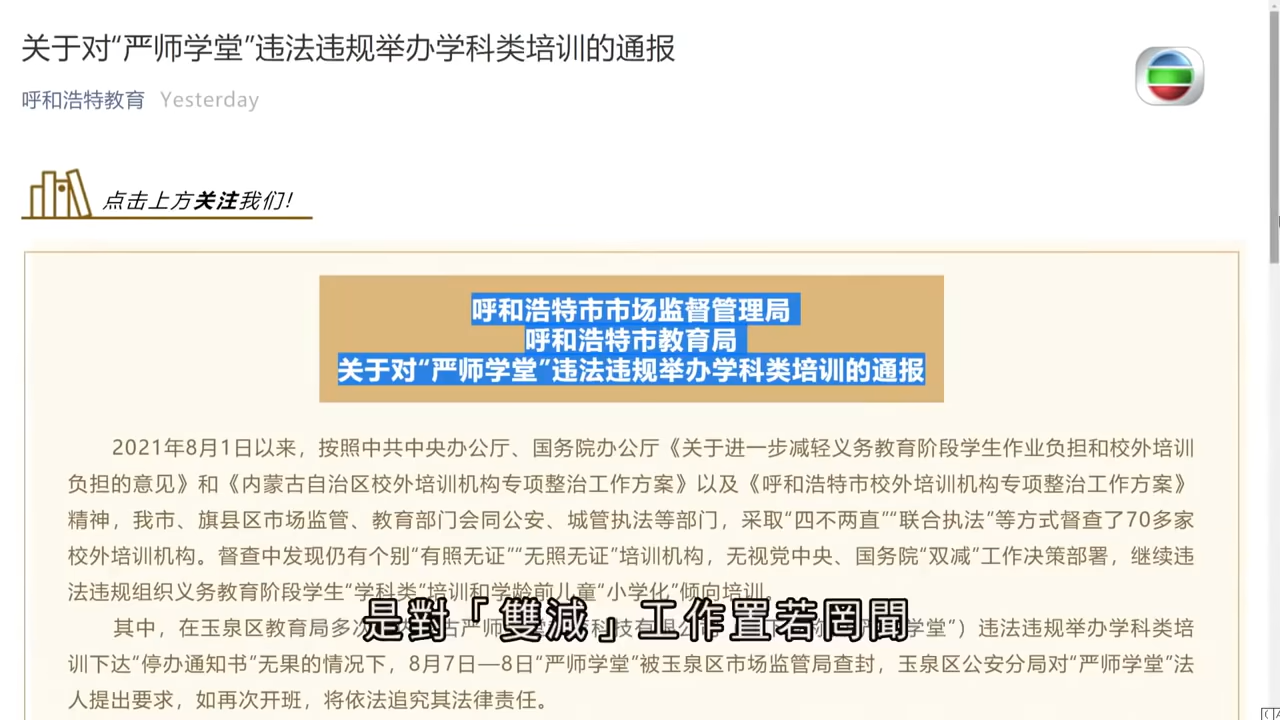 关于对“严师学堂”违法违规举办学科类培训的通报
呼和浩特教育 Yesterday
点击上方关注我们!
呼和浩特市市场监督管理局
呼和浩特市教育局
关于对“严师学堂”违法违规举办学科类培训的通报
2021年8月1日以来，按照中共中央办公厅、国务院办公厅《关于进一步减轻义务教育阶段学生作业负担和校外培训
负担的意见》和《内蒙古自治区校外培训机构专项整治工作方案》以及《呼和浩特市校外培训机构专项整治工作方案》
精神，我市、旗县区市场监管、教育部门会同公安、城管执法等部门，采取“四不两直”“联合执法”等方式督查了70多家
校外培训机构。督查中发现仍有个别“有照无证”“无照无证”培训机构，无视党中央、国务院“双减”工作决策部署，继续违
法违规组织义务教育阶段学生“学科类”培训和学龄前儿童“小学化”倾向培训。
是對「雙減」工作置若罔聞
其中，在玉泉区教育局多次 学堂”）违法违规举办学科类培
训下达“停办通知书”无果的情况下，8月7日—8日“严师学堂”被玉泉区市场监管局查封，玉泉区公安分局对“严师学堂”法
人提出要求，如再次开班，将依法追究其法律责任。